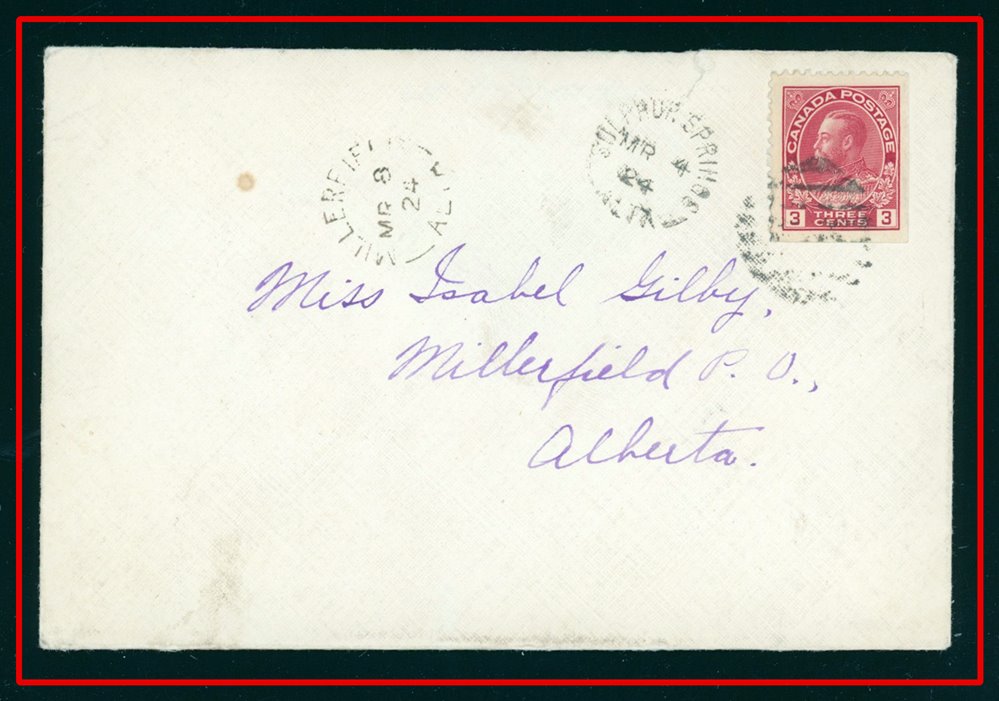 MILLERFIEL
MR 8
24
ALTA
SULPHUR SPRINGS
MR 4
24
ALTA
CANADA POSTAGE
3 THREE CENTS 3
Miss Isabel Gilby,
Millerfield P. O.,
Alberta.